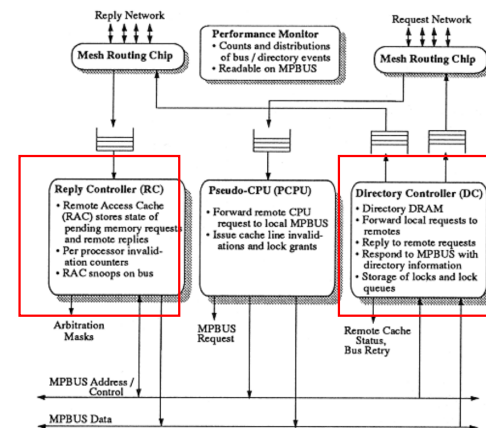 Reply Network
Request Network
Mesh Routing Chip
Performance Monitor
• Counts and distributions
of bus / directory events
• Readable on MPBUS
Mesh Routing Chip
Reply Controller (RC)
• Remote Access Cache
(RAC) stores state of
pending memory requests
and remote replies
• Per processor invalid-
ation counters
• RAC snoops on bus
Pseudo-CPU (PCPU)
• Forward remote CPU
request to local MPBUS
• Issue cache line invalid-
ations and lock grants
Directory Controller (DC)
• Directory DRAM
• Forward local requests to
remotes
• Reply to remote requests
• Respond to MPBUS with
directory information
• Storage of locks and lock
queues
Arbitration
Masks
MPBUS
Request
Remote Cache
Status,
Bus Retry
MPBUS Address /
Control
MPBUS Data